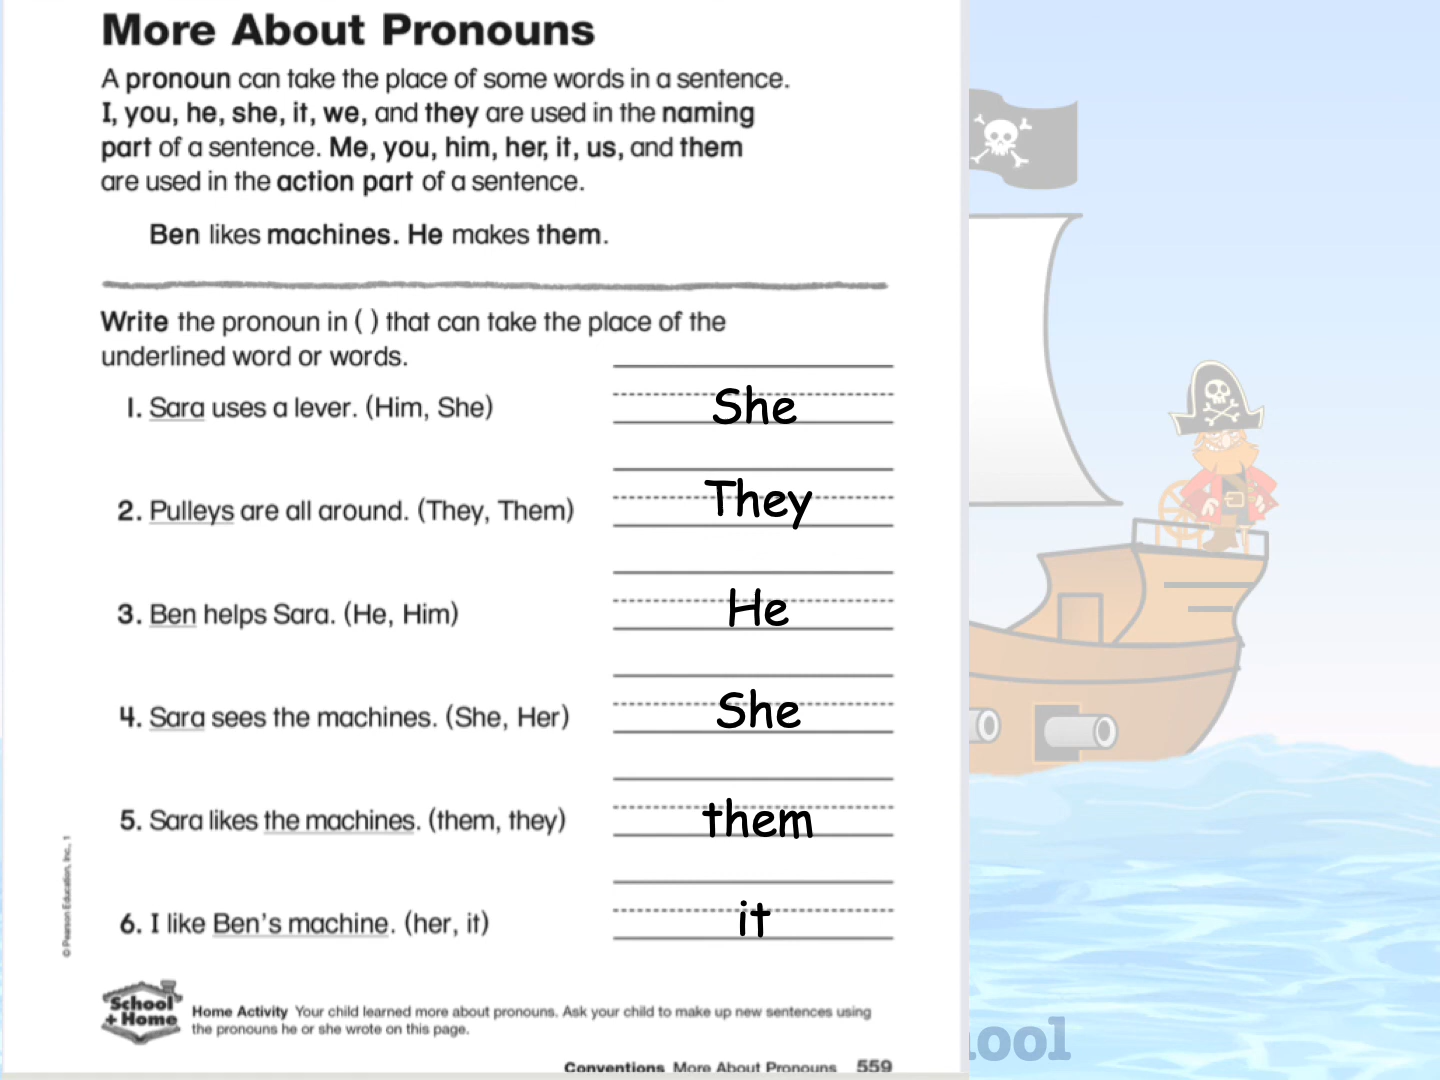 More About Pronouns
A pronoun can take the place of some words in a sentence.
I, you, he, she, it, we, and they are used in the naming
part of a sentence. Me, you, him, her, it, us, and them
are used in the action part of a sentence.
Ben likes machines. He makes them.
Write the pronoun in ( ) that can take the place of the
underlined word or words.
1. Sara uses a lever. (Him, She) She
2. Pulleys are all around. (They, Them) They
3. Ben helps Sara. (He, Him) He
4. Sara sees the machines. (She, Her) She
5. Sara likes the machines. (them, they) them
6. I like Ben's machine. (her, it) it
© Pearson Education, Inc., 1
School
+ Home
Home Activity Your child learned more about pronouns. Ask your child to make up new sentences using
the pronouns he or she wrote on this page.
Conventions More About Pronouns 559
ool